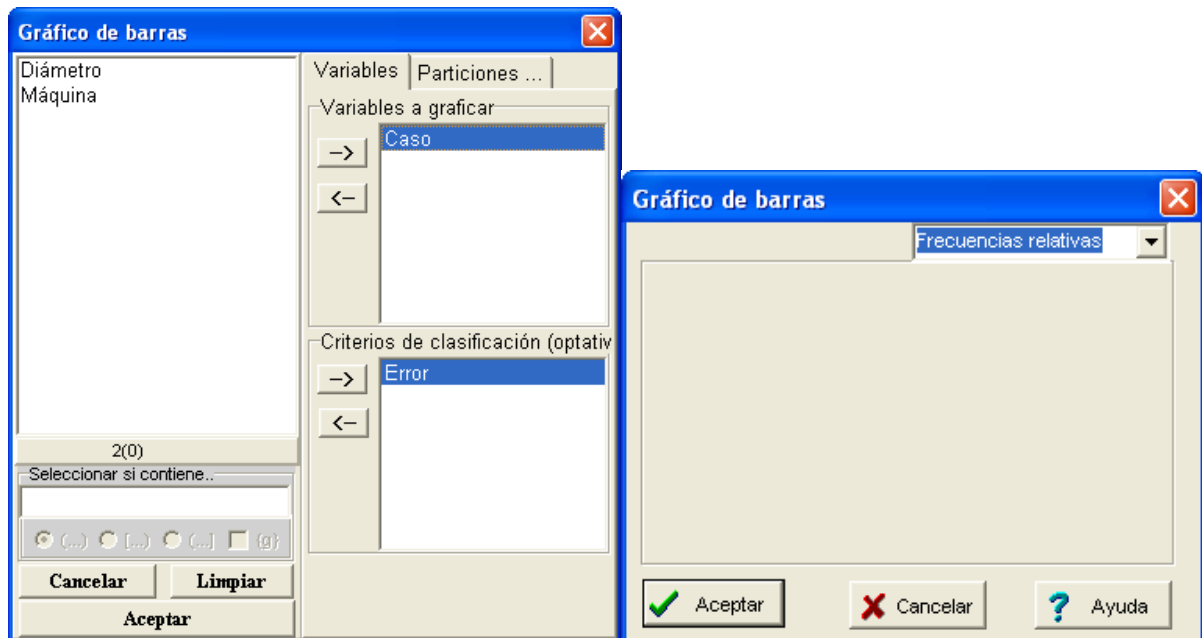 Gráfico de barras
Diámetro
Máquina
2(0)
Seleccionar si contiene..
(...) [...) (...] {g}
Cancelar Limpiar
Aceptar
Variables Particiones ...
Variables a graficar
-->
<--
Caso
Criterios de clasificación (optativ
-->
<--
Error
Gráfico de barras
Frecuencias relativas
Aceptar Cancelar ? Ayuda